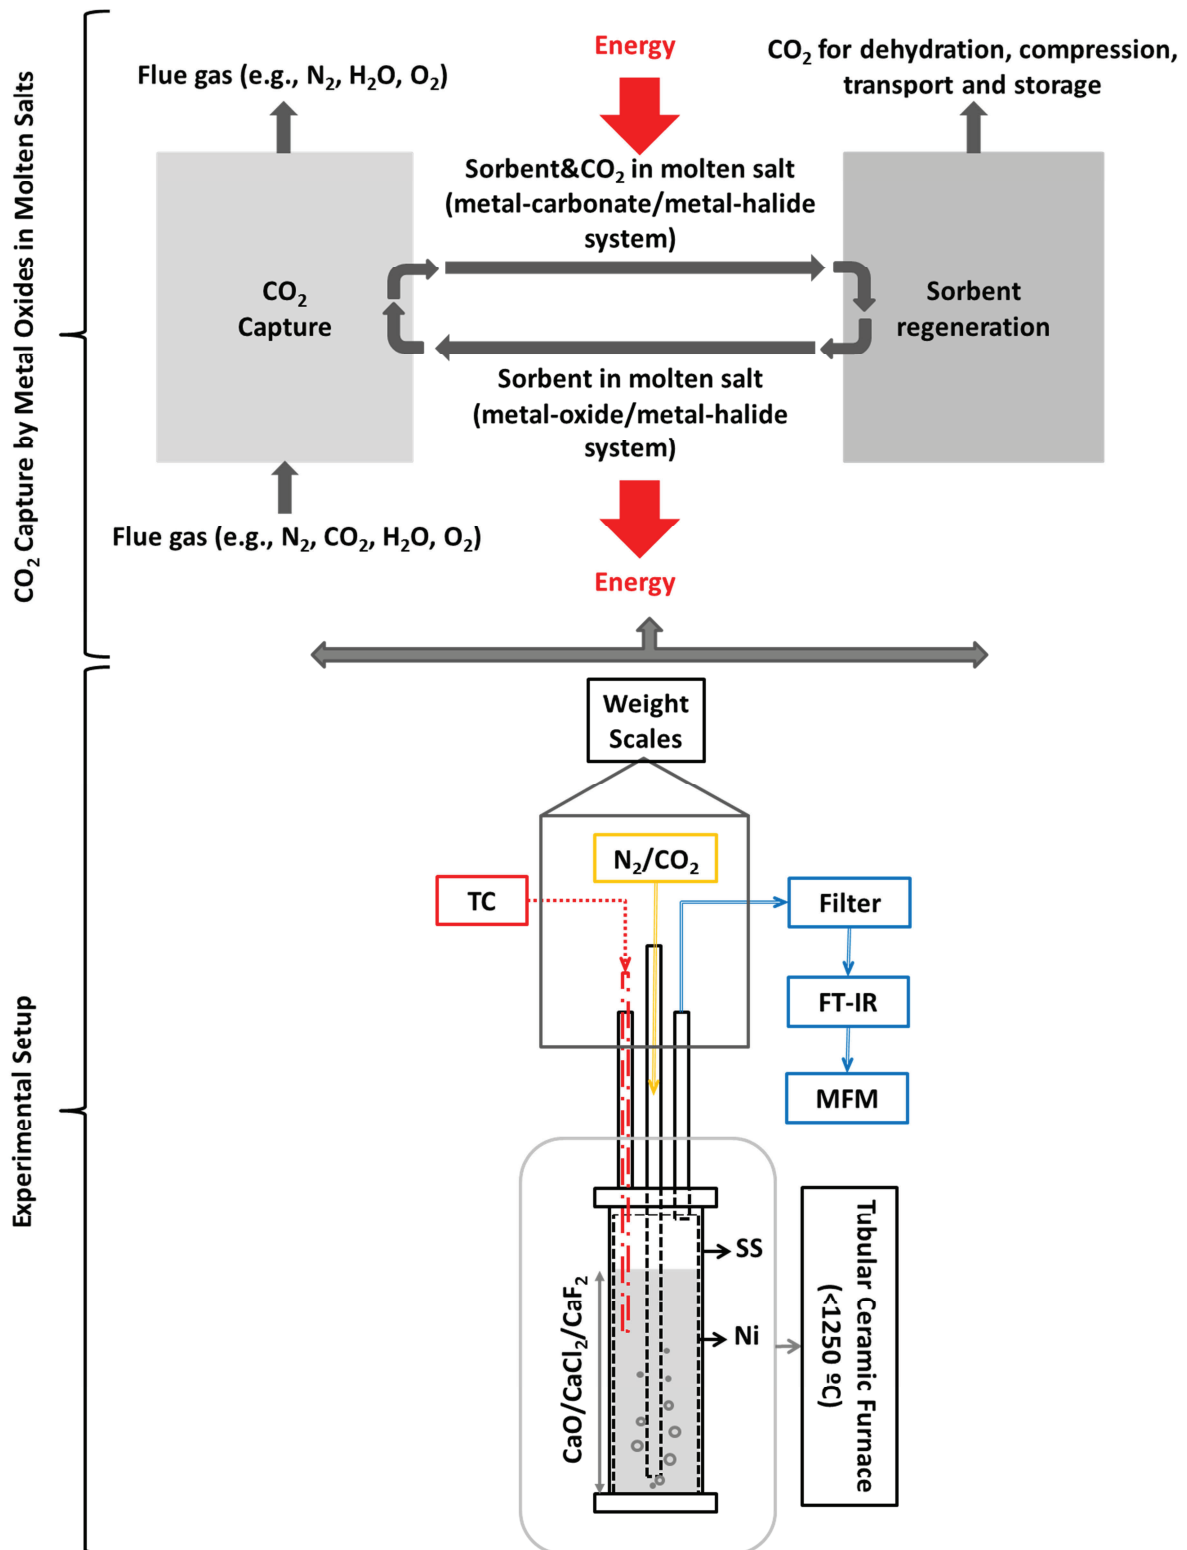 CO₂ Capture by Metal Oxides in Molten Salts
Energy
CO₂ for dehydration, compression,
transport and storage
Flue gas (e.g., N₂, H₂O, O₂)
Sorbent&CO₂ in molten salt
(metal-carbonate/metal-halide
system)
CO₂
Capture
Sorbent
regeneration
Sorbent in molten salt
(metal-oxide/metal-halide
system)
Flue gas (e.g., N₂, CO₂, H₂O, O₂)
Energy
Experimental Setup
Weight
Scales
N₂/CO₂
TC
Filter
FT-IR
MFM
SS
Ni
CaO/CaCl₂/CaF₂
Tubular Ceramic Furnace
(<1250 ºC)